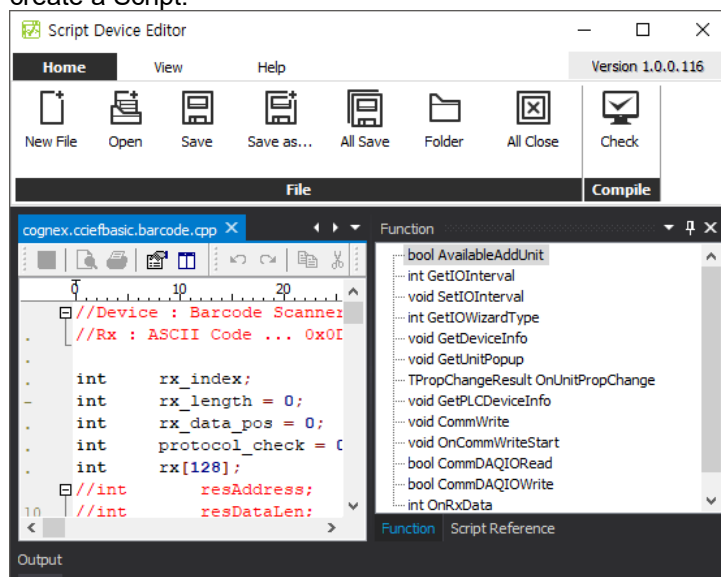 create a Script.
Script Device Editor
Home View Help Version 1.0.0.116
New File Open Save Save as... All Save Folder All Close Check
File Compile
cognex.cciefbasic.barcode.cpp
Function
0 10 20
//Device : Barcode Scanner
//Rx : ASCII Code ... 0x0D
int rx_index;
int rx_length = 0;
int rx_data_pos = 0;
int protocol_check = 0
int rx[128];
//int resAddress;
10 //int resDataLen;
bool AvailableAddUnit
int GetIOInterval
void SetIOInterval
int GetIOWizardType
void GetDeviceInfo
void GetUnitPopup
TPropChangeResult OnUnitPropChange
void GetPLCDeviceInfo
void CommWrite
void OnCommWriteStart
bool CommDAQIORead
bool CommDAQIOWrite
int OnRxData
Function Script Reference
Output